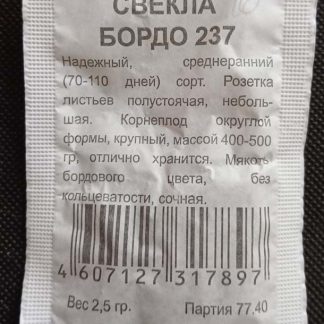 СВЕКЛА
БОРДО 237
Надежный, среднеранний
(70-110 дней) сорт. Розетка
листьев полустоячая, неболь-
шая. Корнеплод округлой
формы, крупный, массой 400-500
гр, отлично хранится. Мякоть
бордового цвета, без
кольцеватости, сочная.
4 607127 317897
Вес 2,5 гр. Партия 77,40